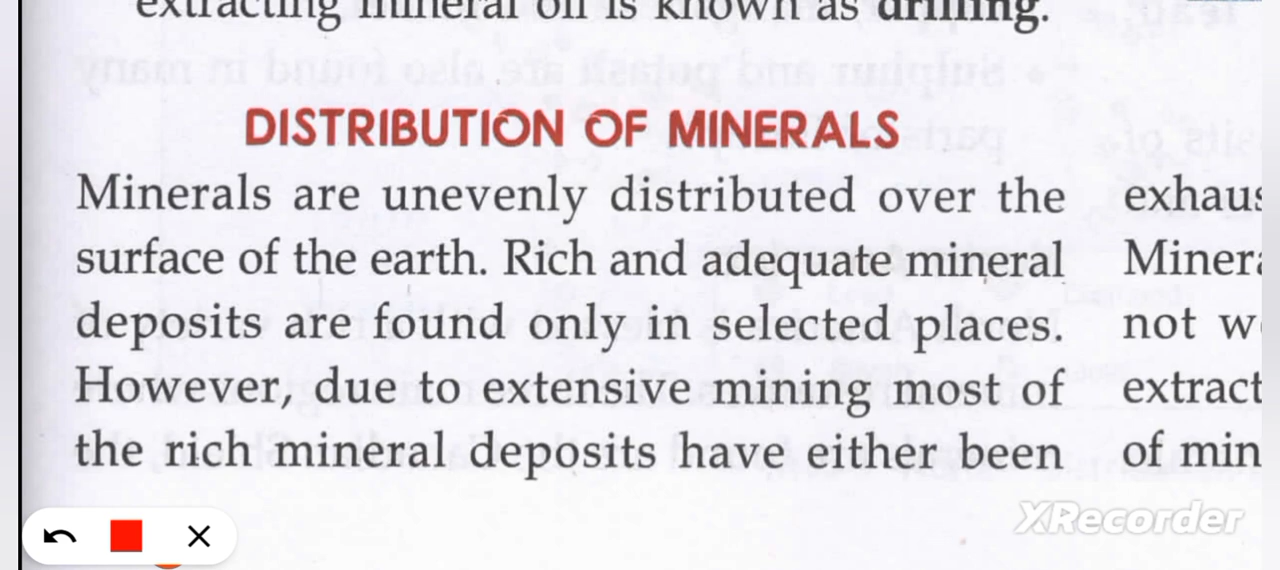 extracting mineral oil is known as drilling.
DISTRIBUTION OF MINERALS
Minerals are unevenly distributed over the
surface of the earth. Rich and adequate mineral
deposits are found only in selected places.
However, due to extensive mining most of
the rich mineral deposits have either been
not
of
XRecorder